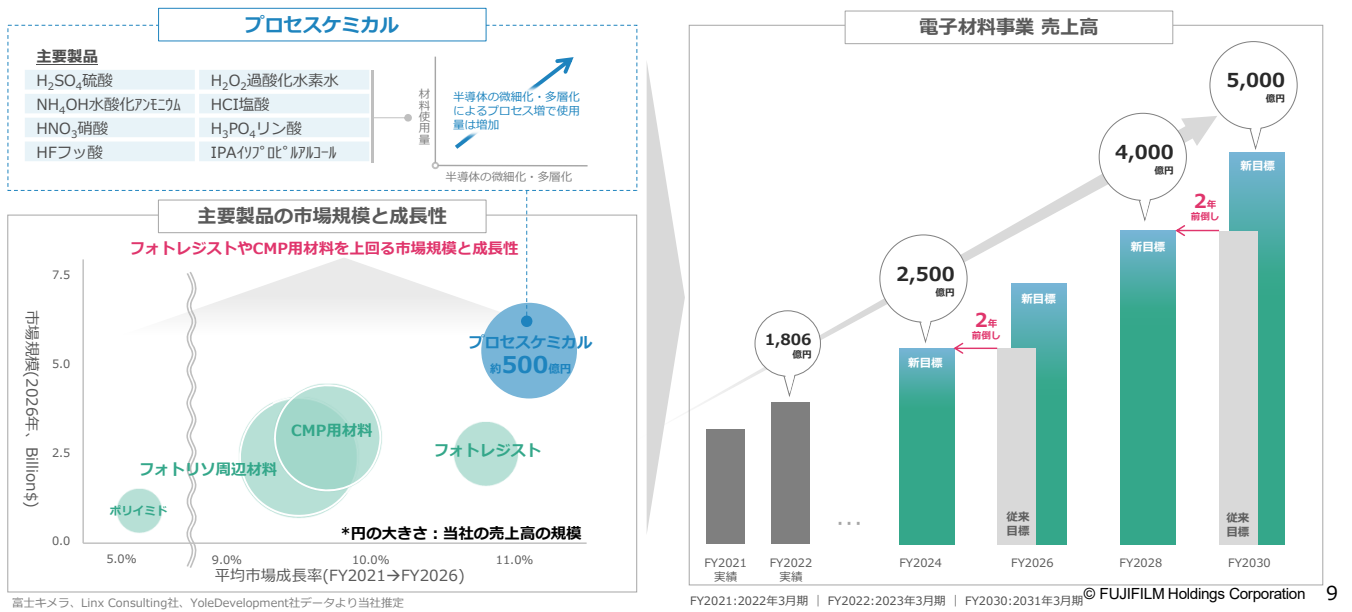 プロセスケミカル
主要製品
H₂SO₄硫酸
H₂O₂過酸化水素水
NH₄OH水酸化ｱﾝﾓﾆｳﾑ
HCl塩酸
HNO₃硝酸
H₃PO₄リン酸
HFフッ酸
IPAｲｿﾌﾟﾛﾋﾟﾙｱﾙｺｰﾙ
材料使用量
半導体の微細化・多層化
によるプロセス増で使用
量は増加
半導体の微細化・多層化
主要製品の市場規模と成長性
フォトレジストやCMP用材料を上回る市場規模と成長性
市場規模(2026年、Billion$)
7.5
5.0
2.5
0.0
プロセスケミカル
約500億円
CMP用材料
フォトリソ周辺材料
フォトレジスト
ポリイミド
*円の大きさ：当社の売上高の規模
5.0%
9.0%
10.0%
11.0%
平均市場成長率(FY2021→FY2026)
富士キメラ、Linx Consulting社、YoleDevelopment社データより当社推定
電子材料事業 売上高
5,000
億円
4,000
億円
2,500
億円
1,806
億円
新目標
2年
前倒し
新目標
新目標
2年
前倒し
新目標
従来
目標
従来
目標
…
FY2021
実績
FY2022
実績
FY2024
FY2026
FY2028
FY2030
FY2021:2022年3月期 | FY2022:2023年3月期 | FY2030:2031年3月期
© FUJIFILM Holdings Corporation
9